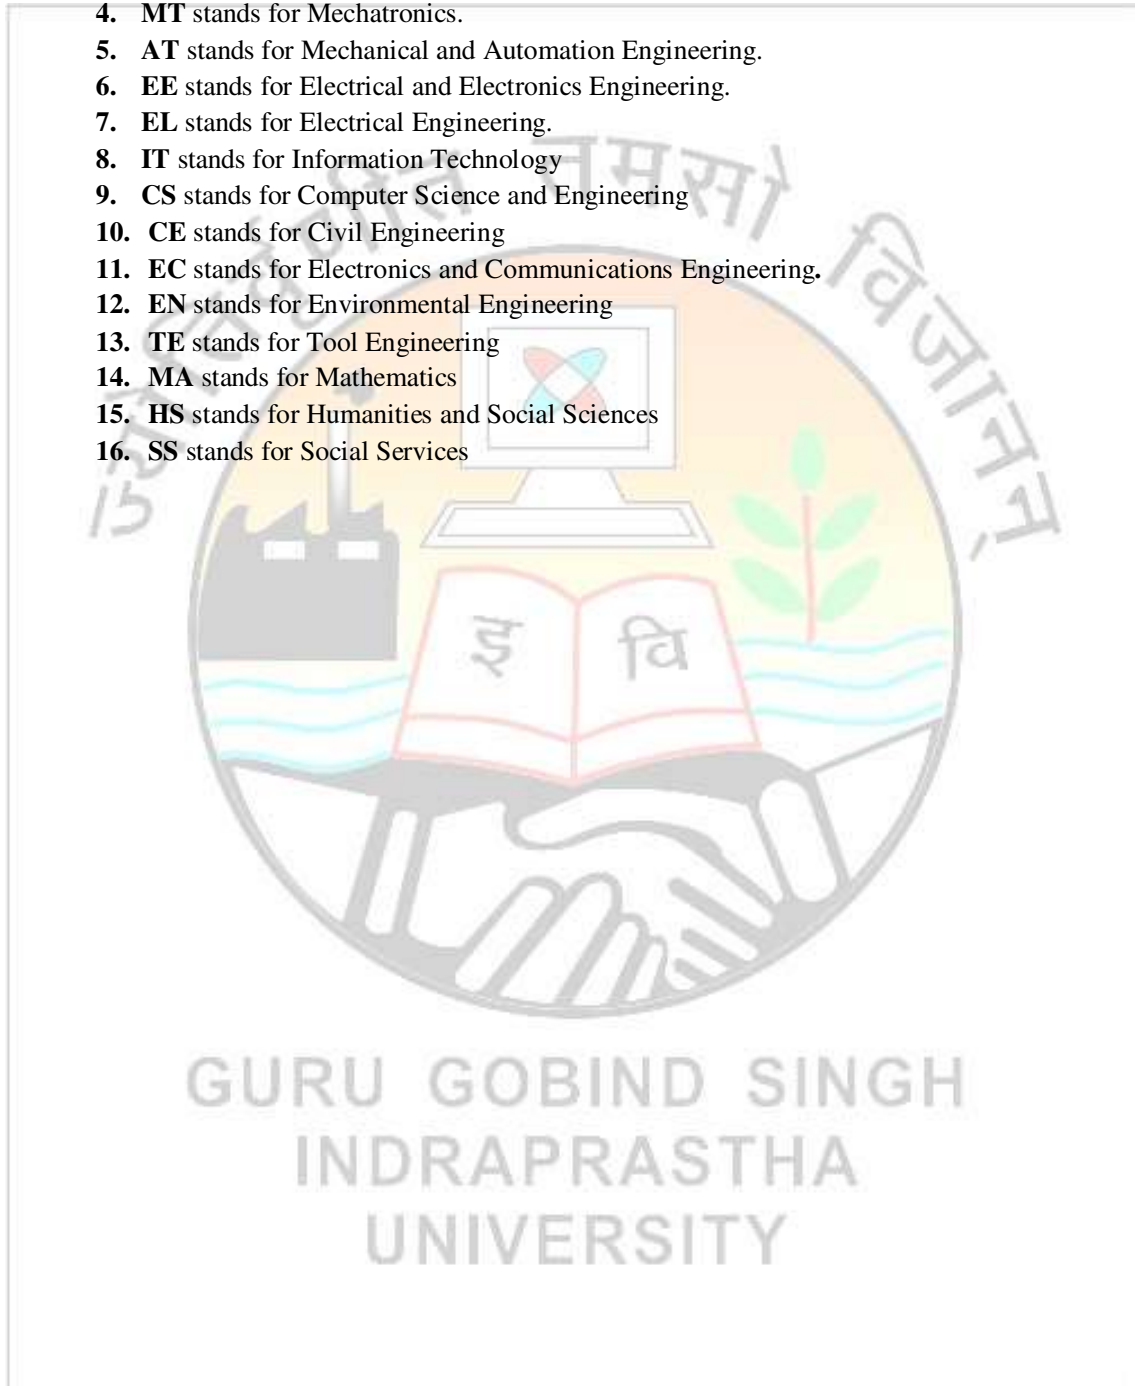 4. MT stands for Mechatronics.
5. AT stands for Mechanical and Automation Engineering.
6. EE stands for Electrical and Electronics Engineering.
7. EL stands for Electrical Engineering.
8. IT stands for Information Technology
9. CS stands for Computer Science and Engineering
10. CE stands for Civil Engineering
11. EC stands for Electronics and Communications Engineering.
12. EN stands for Environmental Engineering
13. TE stands for Tool Engineering
14. MA stands for Mathematics
15. HS stands for Humanities and Social Sciences
16. SS stands for Social Services
तमसो
इ वि
GURU GOBIND SINGH
INDRAPRASTHA
UNIVERSITY